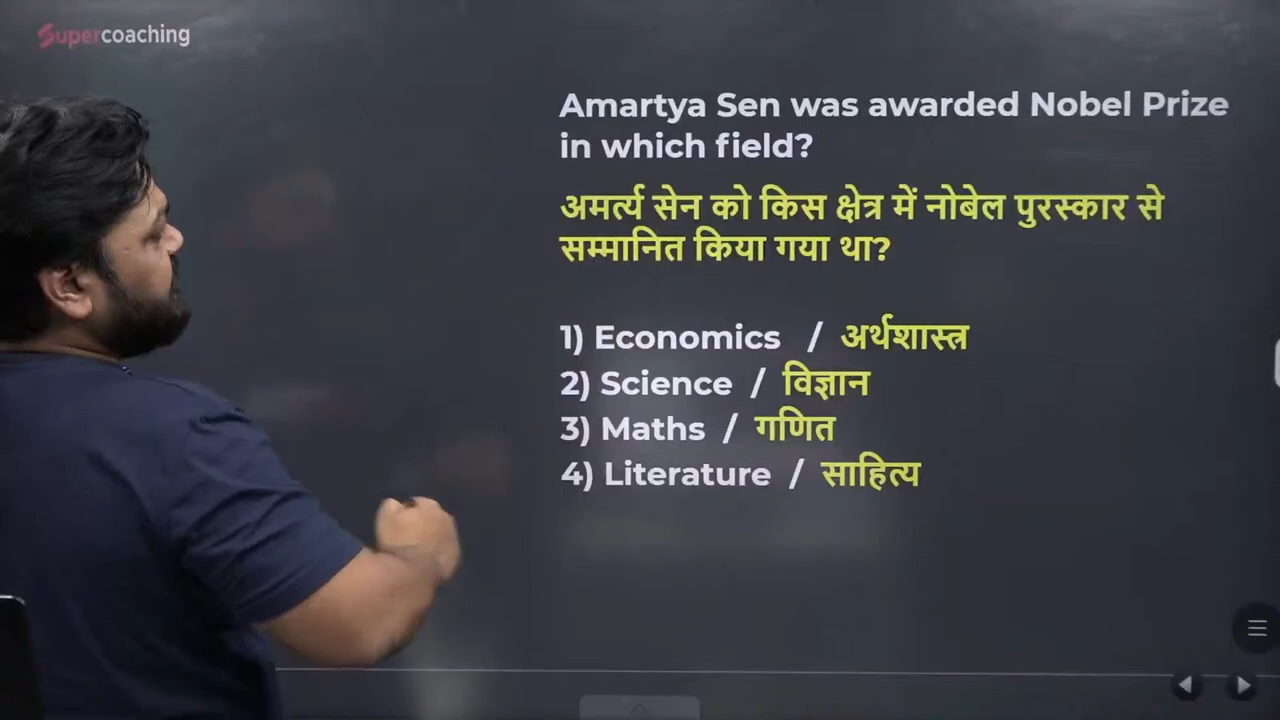 Supercoaching
Amartya Sen was awarded Nobel Prize
in which field?
अमर्त्य सेन को किस क्षेत्र में नोबेल पुरस्कार से
सम्मानित किया गया था?
1) Economics / अर्थशास्त्र
2) Science / विज्ञान
3) Maths / गणित
4) Literature / साहित्य